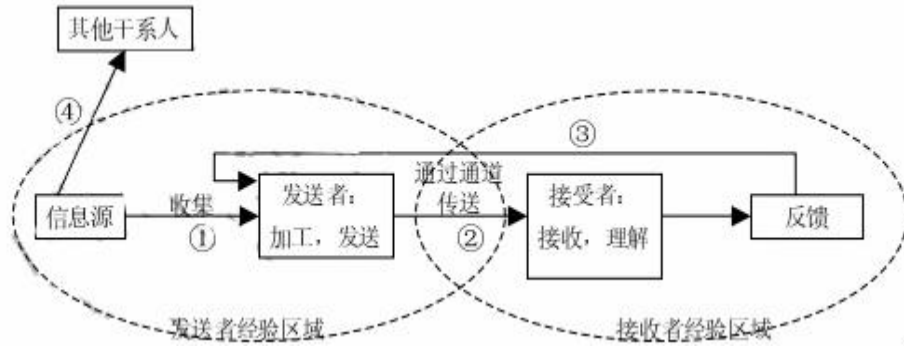 其他干系人
④
③
信息源
收集
①
发送者：
加工，发送
通过通道
传送
②
接受者：
接收，理解
反馈
发送者经验区域
接收者经验区域